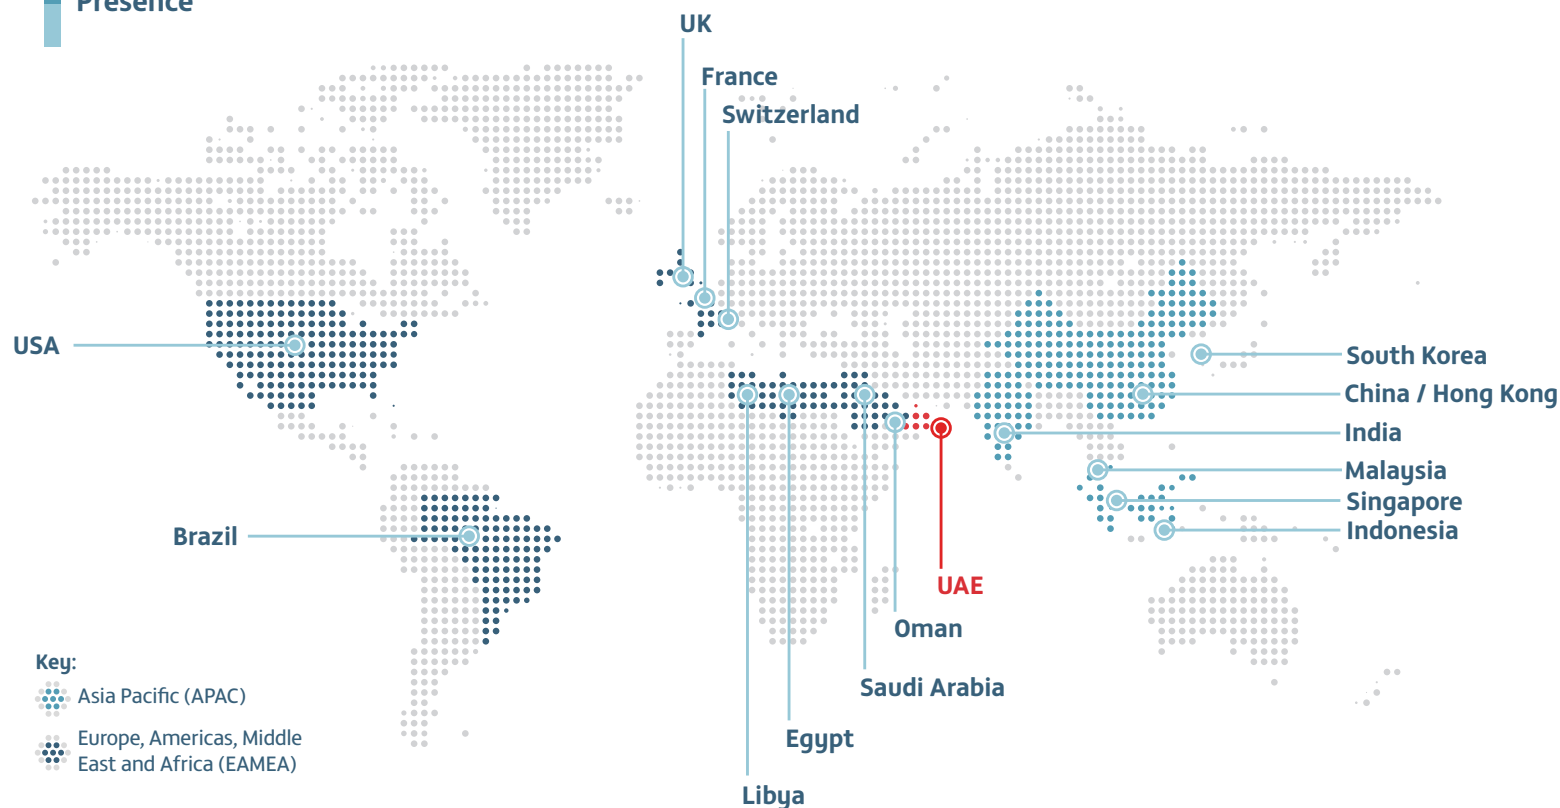 Presence
UK
France
Switzerland
USA
South Korea
China / Hong Kong
India
Malaysia
Singapore
Indonesia
Brazil
UAE
Oman
Saudi Arabia
Egypt
Libya
Key:
Asia Pacific (APAC)
Europe, Americas, Middle
East and Africa (EAMEA)